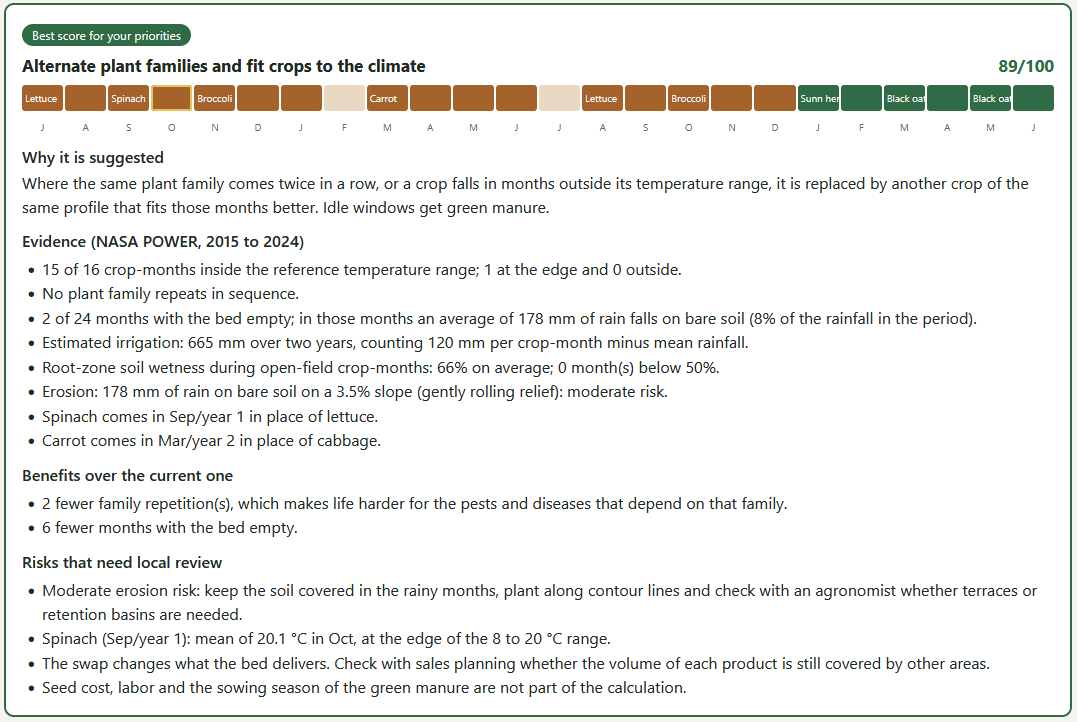 Best score for your priorities
Alternate plant families and fit crops to the climate
89/100
Lettuce Spinach Broccoli Carrot Lettuce Broccoli Sunn her Black oat Black oat
J A S O N D J F M A M J J A S O N D J F M A M J
Why it is suggested
Where the same plant family comes twice in a row, or a crop falls in months outside its temperature range, it is replaced by another crop of the
same profile that fits those months better. Idle windows get green manure.
Evidence (NASA POWER, 2015 to 2024)
• 15 of 16 crop-months inside the reference temperature range; 1 at the edge and 0 outside.
• No plant family repeats in sequence.
• 2 of 24 months with the bed empty; in those months an average of 178 mm of rain falls on bare soil (8% of the rainfall in the period).
• Estimated irrigation: 665 mm over two years, counting 120 mm per crop-month minus mean rainfall.
• Root-zone soil wetness during open-field crop-months: 66% on average; 0 month(s) below 50%.
• Erosion: 178 mm of rain on bare soil on a 3.5% slope (gently rolling relief): moderate risk.
• Spinach comes in Sep/year 1 in place of lettuce.
• Carrot comes in Mar/year 2 in place of cabbage.
Benefits over the current one
• 2 fewer family repetition(s), which makes life harder for the pests and diseases that depend on that family.
• 6 fewer months with the bed empty.
Risks that need local review
• Moderate erosion risk: keep the soil covered in the rainy months, plant along contour lines and check with an agronomist whether terraces or
retention basins are needed.
• Spinach (Sep/year 1): mean of 20.1 °C in Oct, at the edge of the 8 to 20 °C range.
• The swap changes what the bed delivers. Check with sales planning whether the volume of each product is still covered by other areas.
• Seed cost, labor and the sowing season of the green manure are not part of the calculation.